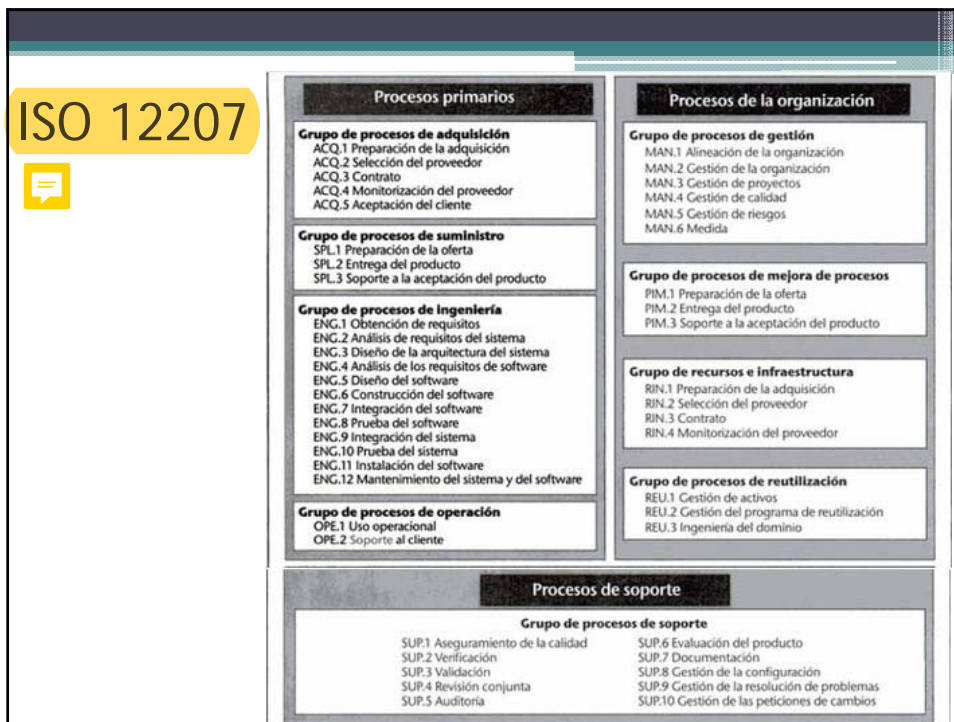 ISO 12207
Procesos primarios
Grupo de procesos de adquisición
ACQ.1 Preparación de la adquisición
ACQ.2 Selección del proveedor
ACQ.3 Contrato
ACQ.4 Monitorización del proveedor
ACQ.5 Aceptación del cliente
Grupo de procesos de suministro
SPL.1 Preparación de la oferta
SPL.2 Entrega del producto
SPL.3 Soporte a la aceptación del producto
Grupo de procesos de ingeniería
ENG.1 Obtención de requisitos
ENG.2 Análisis de requisitos del sistema
ENG.3 Diseño de la arquitectura del sistema
ENG.4 Análisis de los requisitos de software
ENG.5 Diseño del software
ENG.6 Construcción del software
ENG.7 Integración del software
ENG.8 Prueba del software
ENG.9 Integración del sistema
ENG.10 Prueba del sistema
ENG.11 Instalación del software
ENG.12 Mantenimiento del sistema y del software
Grupo de procesos de operación
OPE.1 Uso operacional
OPE.2 Soporte al cliente
Procesos de la organización
Grupo de procesos de gestión
MAN.1 Alineación de la organización
MAN.2 Gestión de la organización
MAN.3 Gestión de proyectos
MAN.4 Gestión de calidad
MAN.5 Gestión de riesgos
MAN.6 Medida
Grupo de procesos de mejora de procesos
PIM.1 Preparación de la oferta
PIM.2 Entrega del producto
PIM.3 Soporte a la aceptación del producto
Grupo de recursos e infraestructura
RIN.1 Preparación de la adquisición
RIN.2 Selección del proveedor
RIN.3 Contrato
RIN.4 Monitorización del proveedor
Grupo de procesos de reutilización
REU.1 Gestión de activos
REU.2 Gestión del programa de reutilización
REU.3 Ingeniería del dominio
Procesos de soporte
Grupo de procesos de soporte
SUP.1 Aseguramiento de la calidad
SUP.2 Verificación
SUP.3 Validación
SUP.4 Revisión conjunta
SUP.5 Auditoría
SUP.6 Evaluación del producto
SUP.7 Documentación
SUP.8 Gestión de la configuración
SUP.9 Gestión de la resolución de problemas
SUP.10 Gestión de las peticiones de cambios